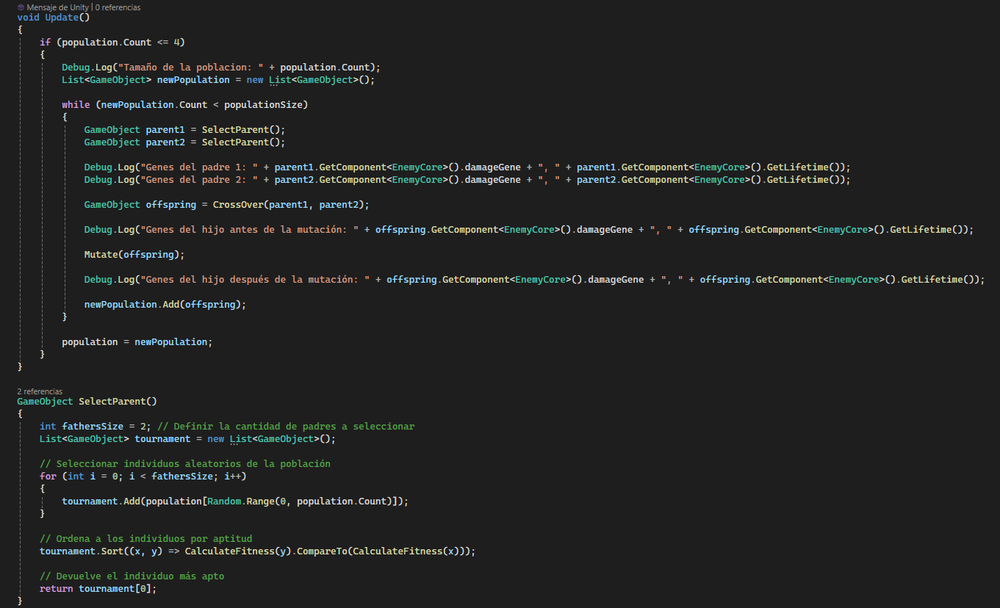 Mensaje de Unity | 0 referencias
void Update()
{
if (population.Count <= 4)
{
Debug.Log("Tamaño de la poblacion: " + population.Count);
List<GameObject> newPopulation = new List<GameObject>();
while (newPopulation.Count < populationSize)
{
GameObject parent1 = SelectParent();
GameObject parent2 = SelectParent();
Debug.Log("Genes del padre 1: " + parent1.GetComponent<EnemyCore>().damageGene + ", " + parent1.GetComponent<EnemyCore>().GetLifetime());
Debug.Log("Genes del padre 2: " + parent2.GetComponent<EnemyCore>().damageGene + ", " + parent2.GetComponent<EnemyCore>().GetLifetime());
GameObject offspring = CrossOver(parent1, parent2);
Debug.Log("Genes del hijo antes de la mutación: " + offspring.GetComponent<EnemyCore>().damageGene + ", " + offspring.GetComponent<EnemyCore>().GetLifetime());
Mutate(offspring);
Debug.Log("Genes del hijo después de la mutación: " + offspring.GetComponent<EnemyCore>().damageGene + ", " + offspring.GetComponent<EnemyCore>().GetLifetime());
newPopulation.Add(offspring);
}
population = newPopulation;
}
}
2 referencias
GameObject SelectParent()
{
int fathersSize = 2; // Definir la cantidad de padres a seleccionar
List<GameObject> tournament = new List<GameObject>();
// Seleccionar individuos aleatorios de la población
for (int i = 0; i < fathersSize; i++)
{
tournament.Add(population[Random.Range(0, population.Count)]);
}
// Ordena a los individuos por aptitud
tournament.Sort((x, y) => CalculateFitness(y).CompareTo(CalculateFitness(x)));
// Devuelve el individuo más apto
return tournament[0];
}